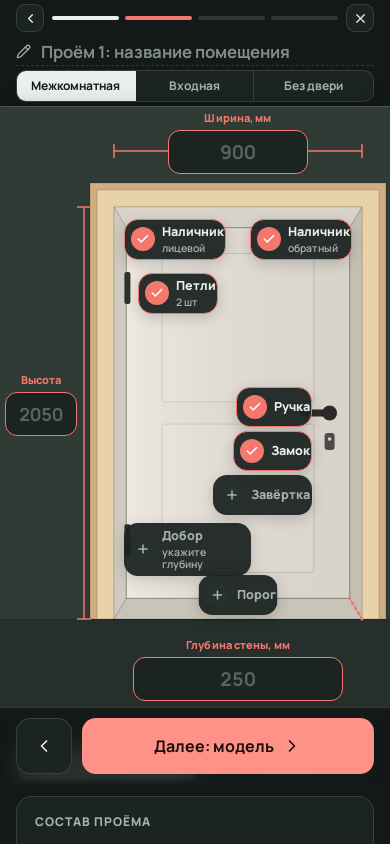 Проём 1: название помещения
Межкомнатная
Входная
Без двери
Ширина, мм
900
Наличник
лицевой
Наличник
обратный
Петли
2 шт
Высота
2050
Ручка
Замок
Завёртка
Добор
укажите
глубину
Порог
Глубина стены, мм
250
Далее: модель
СОСТАВ ПРОЁМА